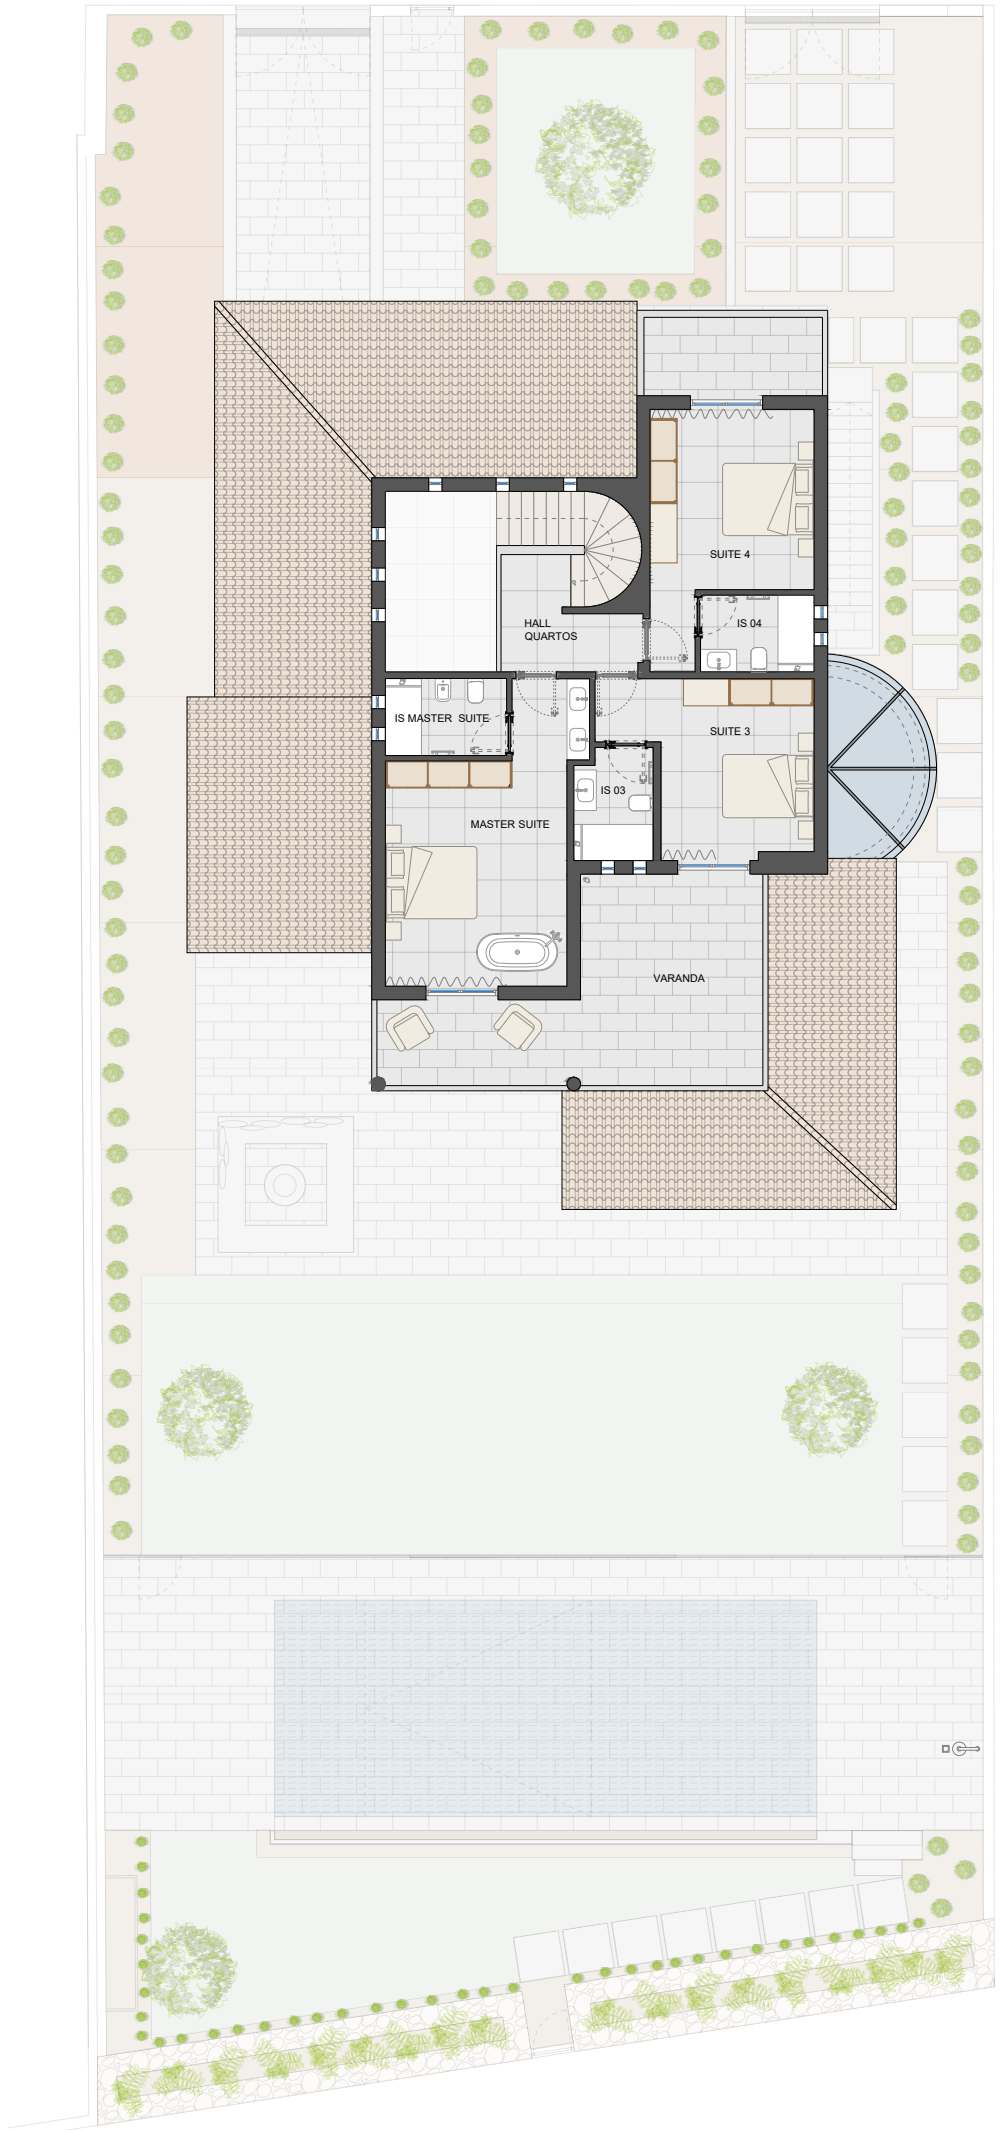 SUITE 4
HALL
QUARTOS
IS 04
IS MASTER SUITE
SUITE 3
IS 03
MASTER SUITE
VARANDA